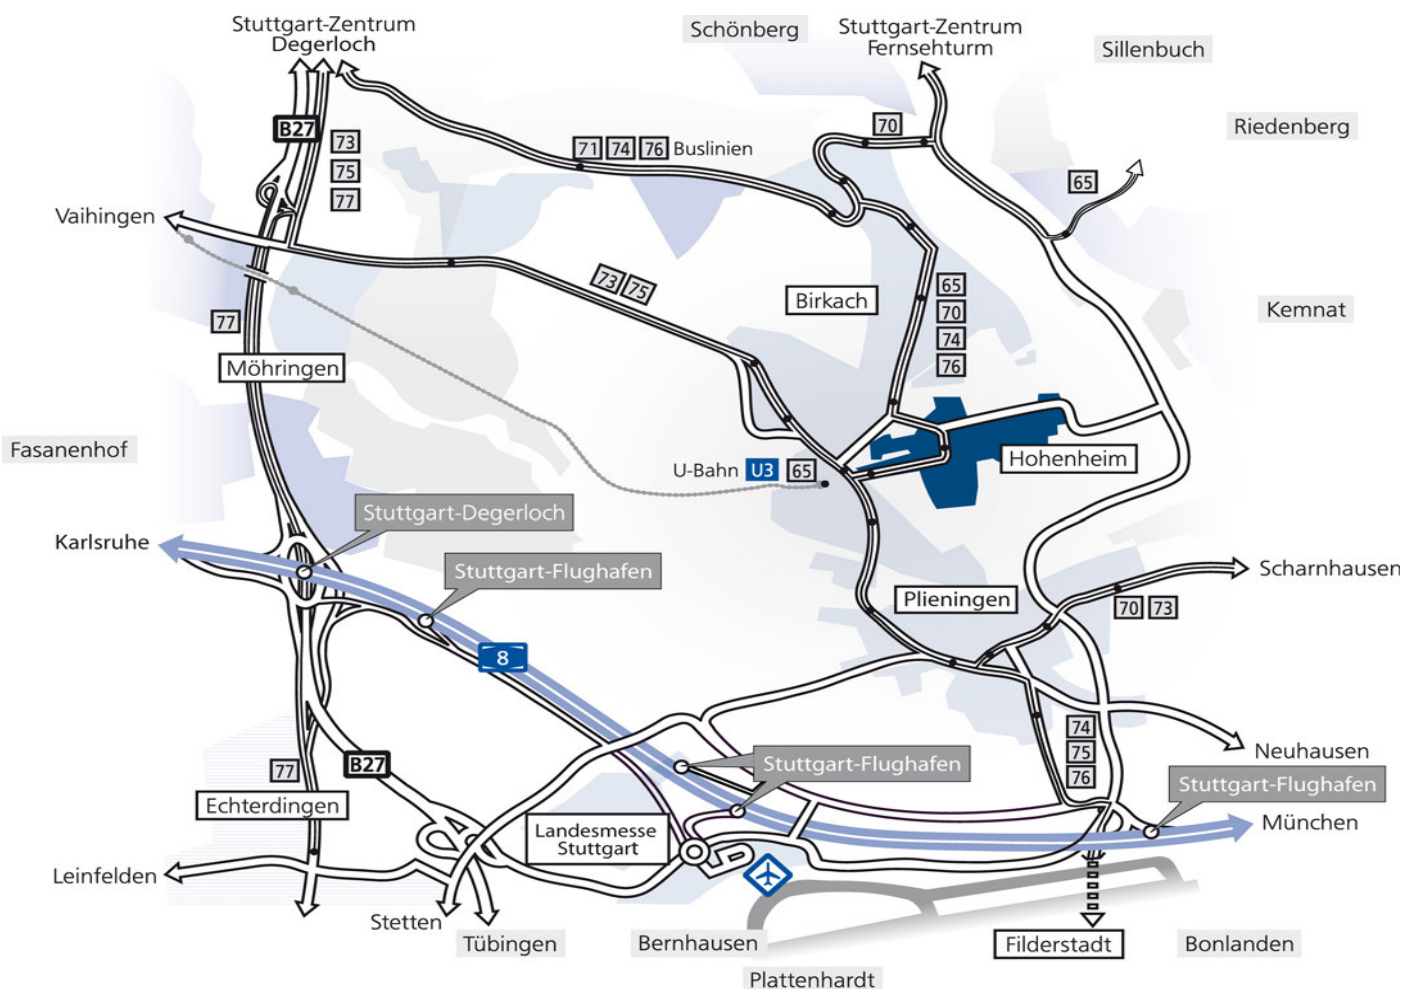 Stuttgart-Zentrum
Degerloch
Schönberg
Stuttgart-Zentrum
Fernsehturm
Sillenbuch
B27
73
75
77
71 74 76 Buslinien
70
Riedenberg
65
Vaihingen
73 75
Birkach
65
70
74
76
Kemnat
77
Möhringen
Fasanenhof
U-Bahn U3 65
Hohenheim
Stuttgart-Degerloch
Karlsruhe
Stuttgart-Flughafen
Scharnhausen
Plieningen
70 73
8
74
75
76
Neuhausen
B27
77
Stuttgart-Flughafen
Stuttgart-Flughafen
Echterdingen
Landesmesse
Stuttgart
München
Leinfelden
Stetten
Tübingen
Bernhausen
Filderstadt
Bonlanden
Plattenhardt